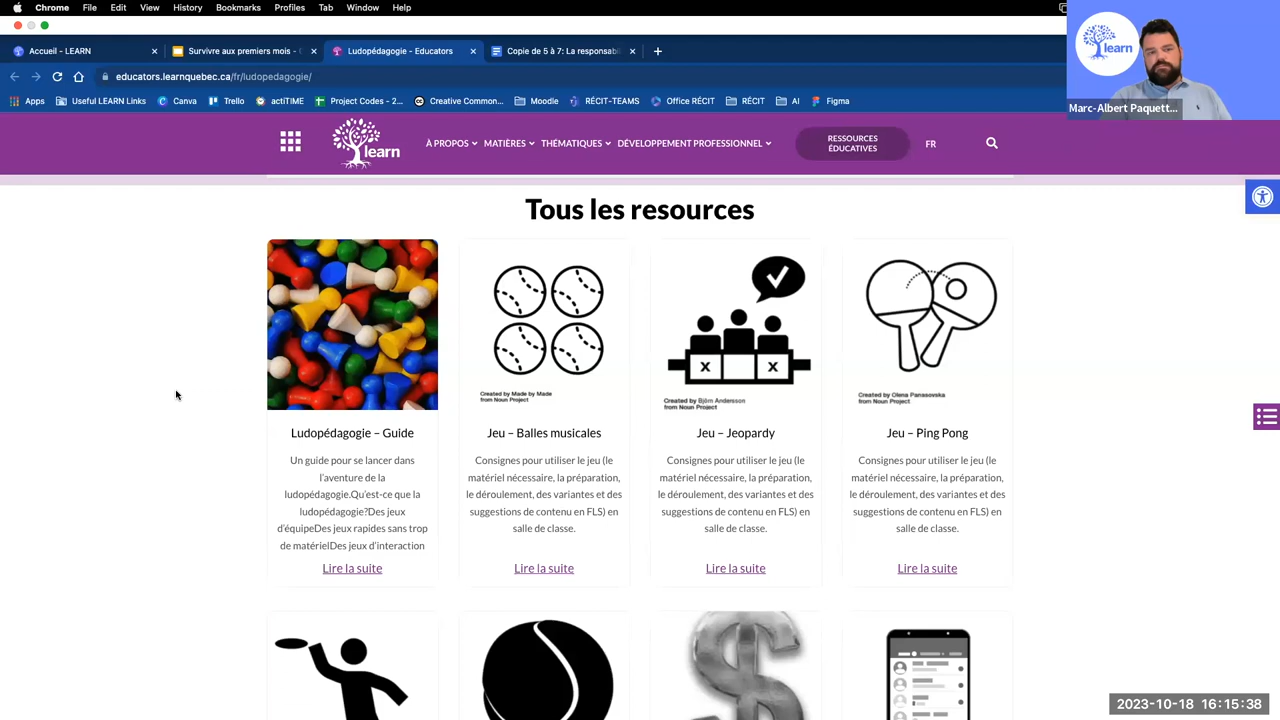 Chrome File Edit View History Bookmarks Profiles Tab Window Help
Accueil - LEARN
Survivre aux premiers mois - G
Ludopédagogie - Educators
Copie de 5 à 7: La responsabi
educators.learnquebec.ca/fr/ludopedagogie/
Apps Useful LEARN Links Canva Trello actiTIME Project Codes - 2... Creative Common... Moodle RÉCIT-TEAMS Office RÉCIT RÉCIT AI Figma
learn
Marc-Albert Paquett...
learn
À PROPOS MATIÈRES THÉMATIQUES DÉVELOPPEMENT PROFESSIONNEL
RESSOURCES
ÉDUCATIVES
FR
Tous les resources
Ludopédagogie – Guide
Un guide pour se lancer dans
l’aventure de la
ludopédagogie.Qu’est-ce que la
ludopédagogie?Des jeux
d’équipeDes jeux rapides sans trop
de matérielDes jeux d’interaction
Lire la suite
Created by Made by Made
from Noun Project
Jeu – Balles musicales
Consignes pour utiliser le jeu (le
matériel nécessaire, la préparation,
le déroulement, des variantes et des
suggestions de contenu en FLS) en
salle de classe.
Lire la suite
X X
Created by Björn Andersson
from Noun Project
Jeu – Jeopardy
Consignes pour utiliser le jeu (le
matériel nécessaire, la préparation,
le déroulement, des variantes et des
suggestions de contenu en FLS) en
salle de classe.
Lire la suite
Created by Olena Panasovska
from Noun Project
Jeu – Ping Pong
Consignes pour utiliser le jeu (le
matériel nécessaire, la préparation,
le déroulement, des variantes et des
suggestions de contenu en FLS) en
salle de classe.
Lire la suite
$
2023-10-18 16:15:38